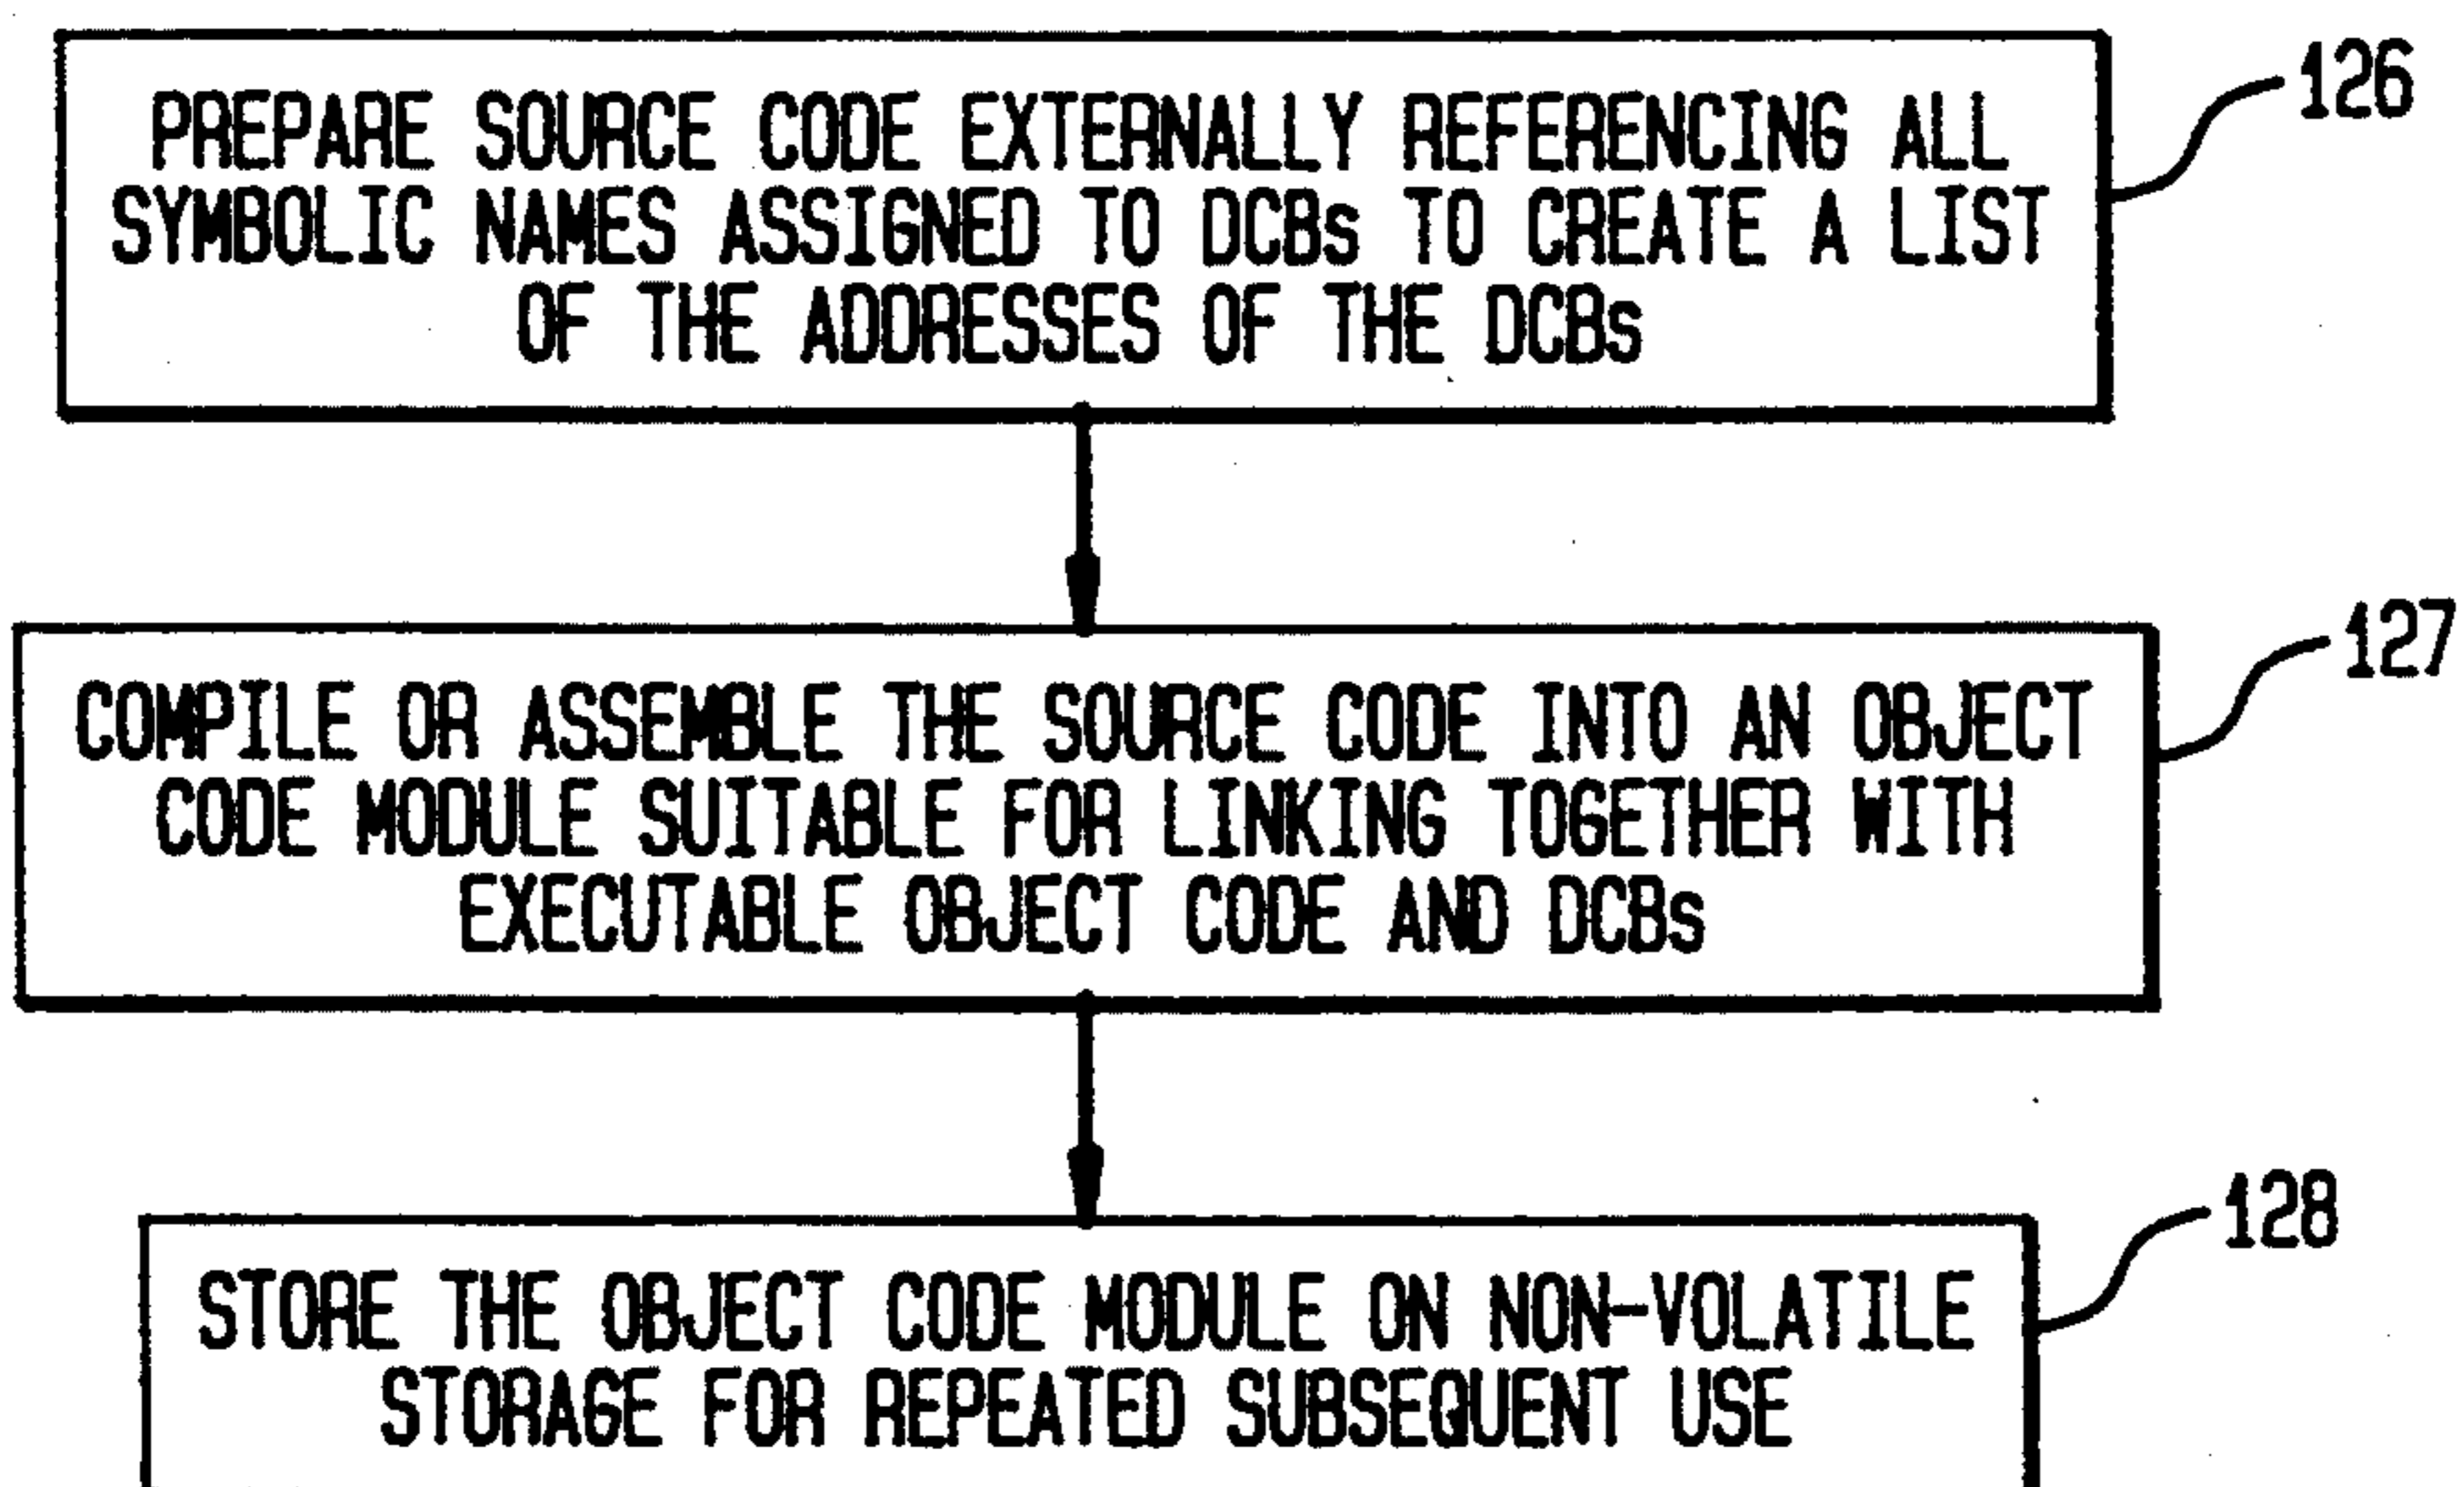 126
PREPARE SOURCE CODE EXTERNALLY REFERENCING ALL
SYMBOLIC NAMES ASSIGNED TO DCBs TO CREATE A LIST
OF THE ADDRESSES OF THE DCBs
127
COMPILE OR ASSEMBLE THE SOURCE CODE INTO AN OBJECT
CODE MODULE SUITABLE FOR LINKING TOGETHER WITH
EXECUTABLE OBJECT CODE AND DCBs
128
STORE THE OBJECT CODE MODULE ON NON-VOLATILE
STORAGE FOR REPEATED SUBSEQUENT USE